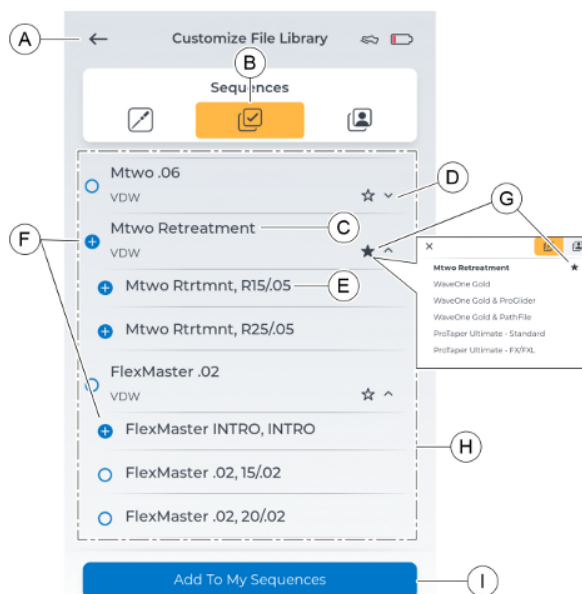 A
Customize File Library
B
Sequences
Mtwo .06
VDW
D
Mtwo Retreatment
C
VDW
G
F
Mtwo Rtrtmnt, R15/.05
E
Mtwo Rtrtmnt, R25/.05
FlexMaster .02
VDW
FlexMaster INTRO, INTRO
H
FlexMaster .02, 15/.02
FlexMaster .02, 20/.02
Add To My Sequences
I
Mtwo Retreatment
WaveOne Gold
WaveOne Gold & ProGlider
WaveOne Gold & PathFile
ProTaper Ultimate - Standard
ProTaper Ultimate - FX/FXL